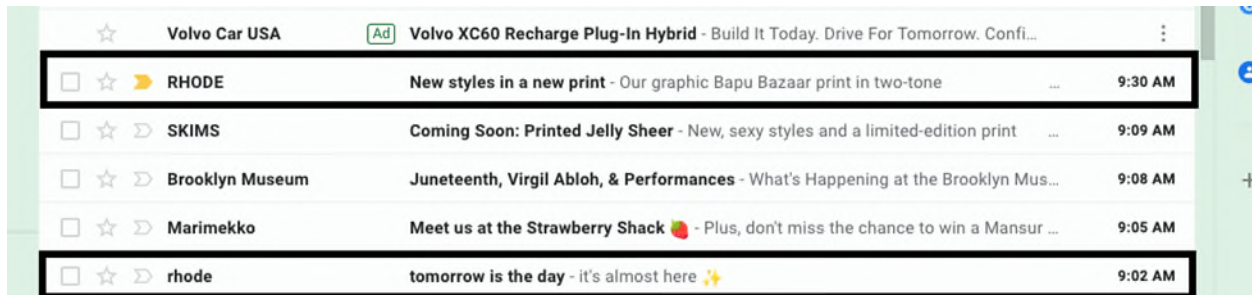 Volvo Car USA Ad Volvo XC60 Recharge Plug-In Hybrid - Build It Today. Drive For Tomorrow. Confi...
RHODE New styles in a new print - Our graphic Bapu Bazaar print in two-tone ... 9:30 AM
SKIMS Coming Soon: Printed Jelly Sheer - New, sexy styles and a limited-edition print ... 9:09 AM
Brooklyn Museum Juneteenth, Virgil Abloh, & Performances - What's Happening at the Brooklyn Mus... 9:08 AM
Marimekko Meet us at the Strawberry Shack 🍓 - Plus, don't miss the chance to win a Mansur ... 9:05 AM
rhode tomorrow is the day - it's almost here ✨ 9:02 AM